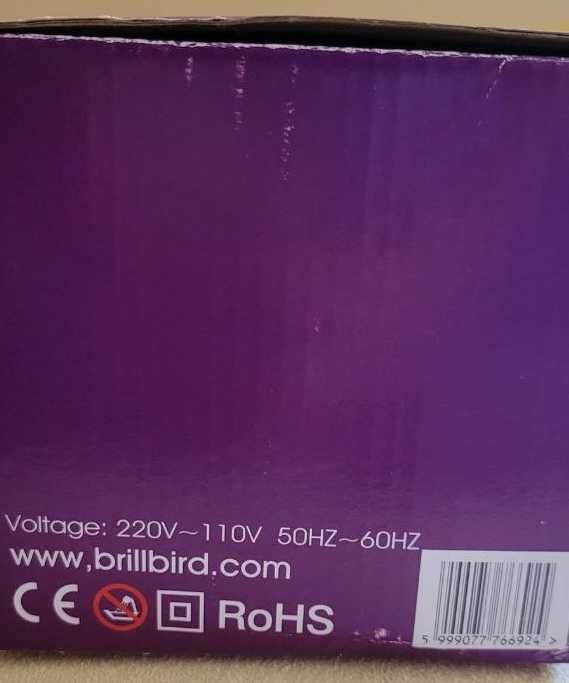 Voltage: 220V~110V 50HZ~60HZ
www,brillbird.com
CE RoHS
5 999077 766924 >